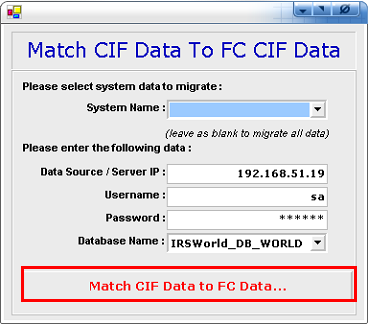 Match CIF Data To FC CIF Data
Please select system data to migrate :
System Name :
(leave as blank to migrate all data)
Please enter the following data :
Data Source / Server IP : 192.168.51.19
Username : sa
Password : ******
Database Name : IRSWorld_DB_WORLD
Match CIF Data to FC Data...